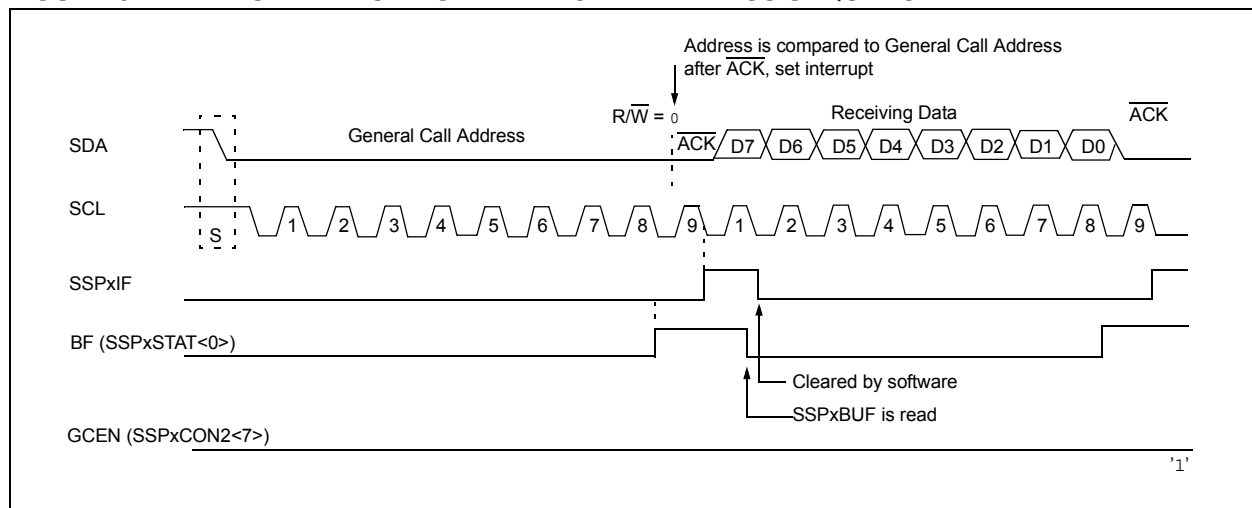 Address is compared to General Call Address
after ACK, set interrupt
R/W = 0
General Call Address
ACK
Receiving Data
ACK
SDA
D7 D6 D5 D4 D3 D2 D1 D0
SCL
S
1 2 3 4 5 6 7 8 9 1 2 3 4 5 6 7 8 9
SSPxIF
BF (SSPxSTAT<0>)
Cleared by software
SSPxBUF is read
GCEN (SSPxCON2<7>)
'1'